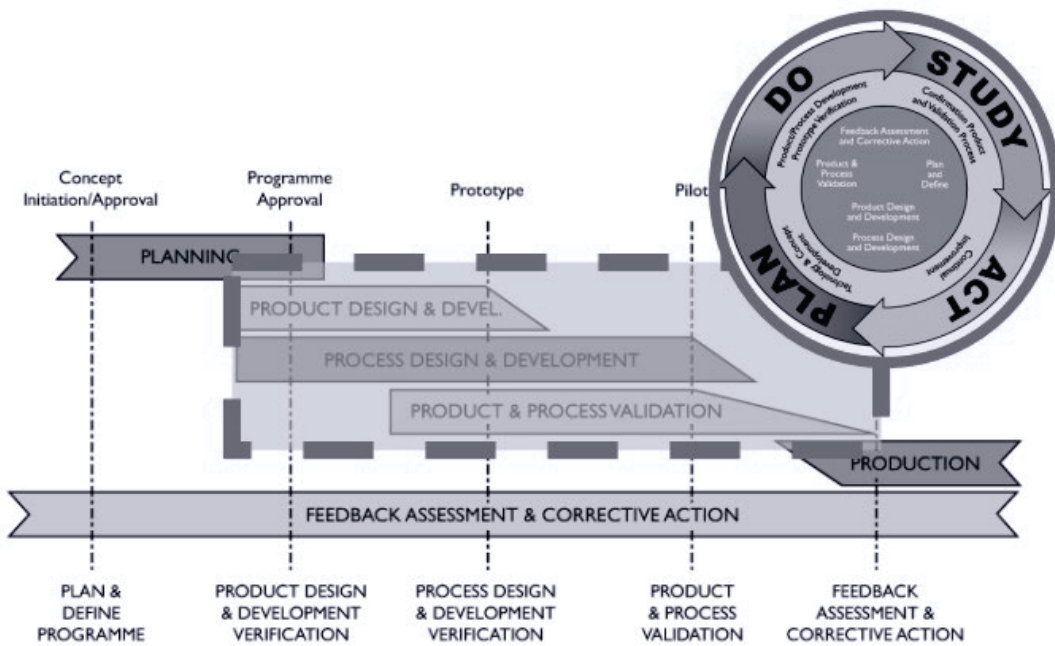 Concept
Initiation/Approval
Programme
Approval
Prototype
Pilot
PLANNING
PRODUCT DESIGN & DEVEL.
PROCESS DESIGN & DEVELOPMENT
PRODUCT & PROCESS VALIDATION
PRODUCTION
FEEDBACK ASSESSMENT & CORRECTIVE ACTION
PLAN &
DEFINE
PROGRAMME
PRODUCT DESIGN
& DEVELOPMENT
VERIFICATION
PROCESS DESIGN
& DEVELOPMENT
VERIFICATION
PRODUCT
& PROCESS
VALIDATION
FEEDBACK
ASSESSMENT &
CORRECTIVE ACTION
DO
STUDY
ACT
PLAN
Product/Process Development
Prototype Verification
Confirmation Product
and Validation Process
Continual
Improvement
Technology & Concept
Development
Feedback Assessment
and Corrective Action
Product &
Process
Validation
Plan
and
Define
Product Design
and Development
Process Design
and Development